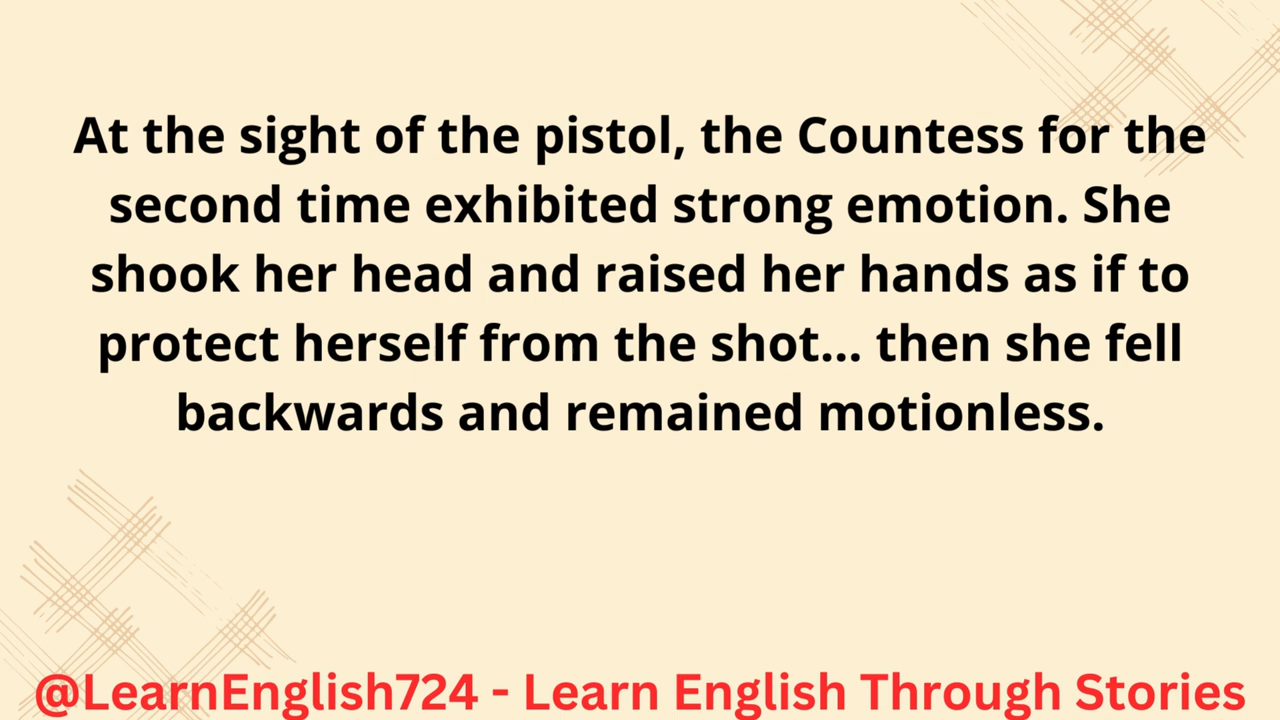 At the sight of the pistol, the Countess for the
second time exhibited strong emotion. She
shook her head and raised her hands as if to
protect herself from the shot... then she fell
backwards and remained motionless.
@LearnEnglish724 - Learn English Through Stories